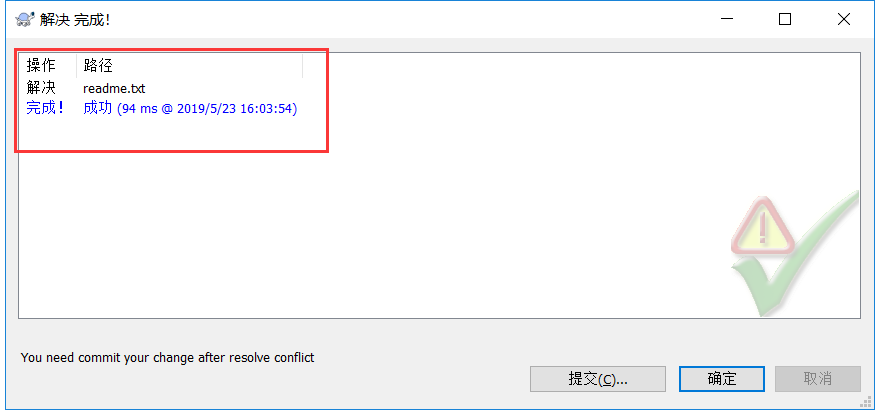 解决 完成!
操作 路径
解决 readme.txt
完成! 成功 (94 ms @ 2019/5/23 16:03:54)
You need commit your change after resolve conflict
提交(C)... 确定 取消